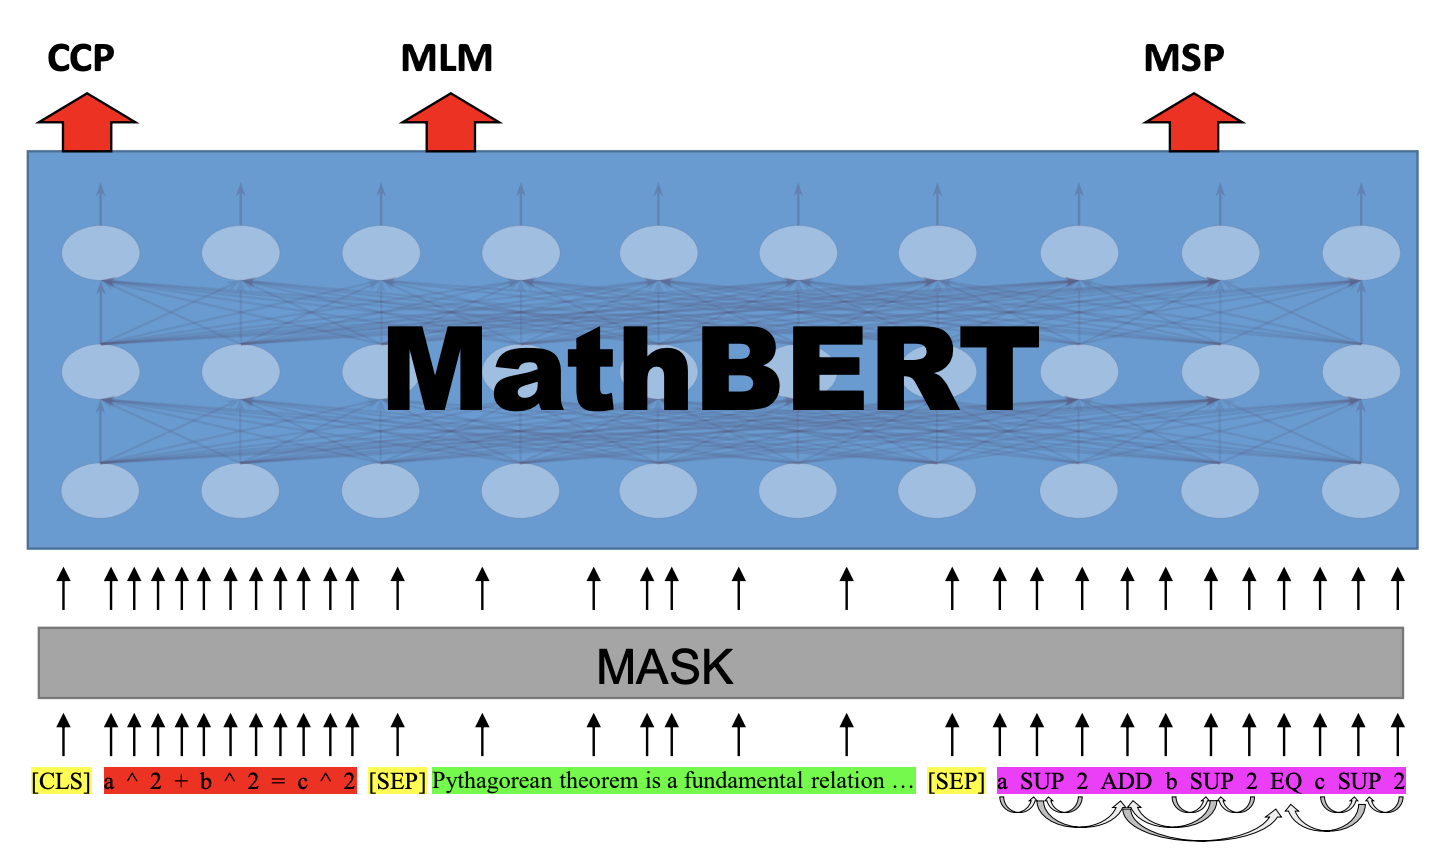 CCP MLM MSP
MathBERT
MASK
[CLS] a ^ 2 + b ^ 2 = c ^ 2 [SEP] Pythagorean theorem is a fundamental relation … [SEP] a SUP 2 ADD b SUP 2 EQ c SUP 2